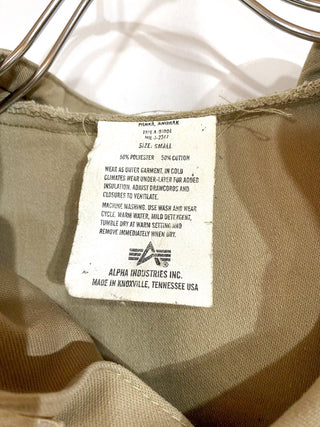 PARKA, ANORAK
SIZE: SMALL
50% POLYESTER 50% COTTON
WEAR AS OUTER GARMENT, IN COLD
CLIMATES WEAR UNDER-LAYER FOR ADDED
INSULATION. ADJUST DRAWCORDS AND
CLOSURES TO VENTILATE.
MACHINE WASHING. USE WASH AND WEAR
CYCLE, WARM WATER, MILD DETERGENT,
TUMBLE DRY AT WARM SETTING AND
REMOVE IMMEDIATELY WHEN DRY.
ALPHA INDUSTRIES INC.
MADE IN KNOXVILLE, TENNESSEE USA